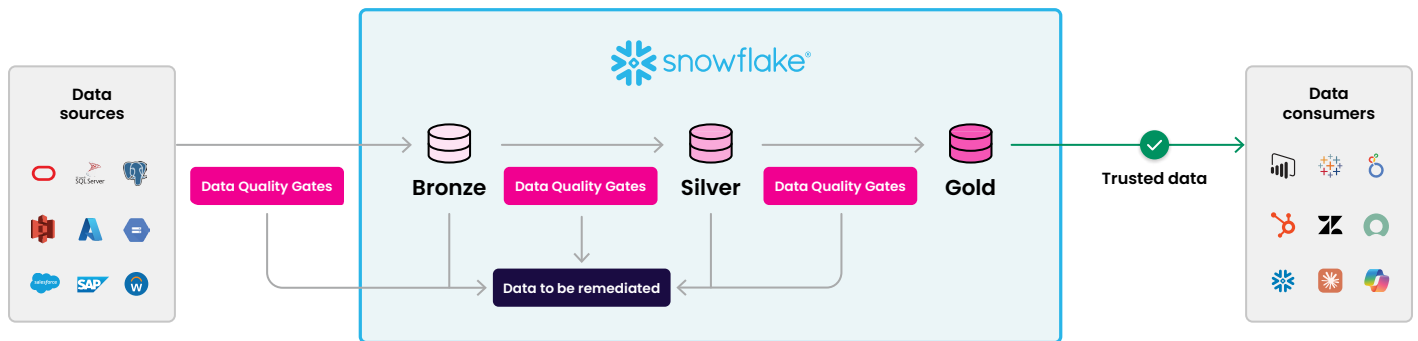 snowflake®
Data
sources
SQL Server
salesforce
SAP
w
Data Quality Gates
Bronze
Data Quality Gates
Silver
Data Quality Gates
Gold
Data to be remediated
Trusted data
Data
consumers